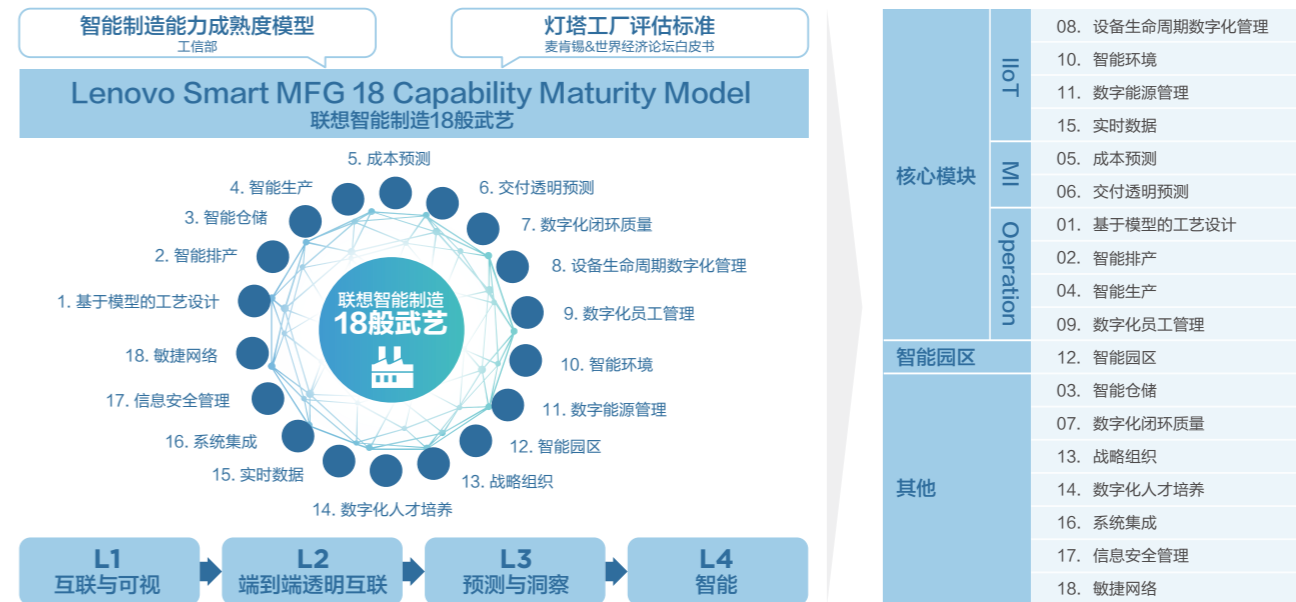 智能制造能力成熟度模型
工信部
灯塔工厂评估标准
麦肯锡&世界经济论坛白皮书
Lenovo Smart MFG 18 Capability Maturity Model
联想智能制造18般武艺
5. 成本预测
4. 智能生产
6. 交付透明预测
3. 智能仓储
7. 数字化闭环质量
2. 智能排产
8. 设备生命周期数字化管理
1. 基于模型的工艺设计
9. 数字化员工管理
联想智能制造
18般武艺
18. 敏捷网络
10. 智能环境
17. 信息安全管理
11. 数字能源管理
16. 系统集成
12. 智能园区
15. 实时数据
13. 战略组织
14. 数字化人才培养
L1
互联与可视
L2
端到端透明互联
L3
预测与洞察
L4
智能
核心模块
IIoT
08. 设备生命周期数字化管理
10. 智能环境
11. 数字能源管理
15. 实时数据
MI
05. 成本预测
06. 交付透明预测
Operation
01. 基于模型的工艺设计
02. 智能排产
04. 智能生产
09. 数字化员工管理
智能园区
12. 智能园区
其他
03. 智能仓储
07. 数字化闭环质量
13. 战略组织
14. 数字化人才培养
16. 系统集成
17. 信息安全管理
18. 敏捷网络